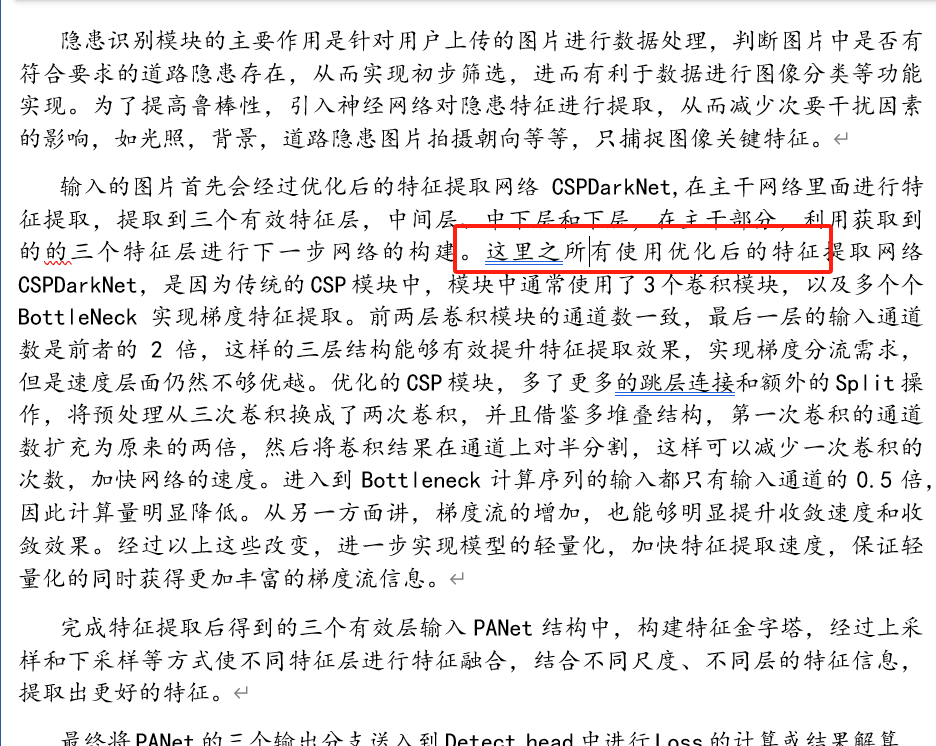 隐患识别模块的主要作用是针对用户上传的图片进行数据处理，判断图片中是否有
符合要求的道路隐患存在，从而实现初步筛选，进而有利于数据进行图像分类等功能
实现。为了提高鲁棒性，引入神经网络对隐患特征进行提取，从而减少次要干扰因素
的影响，如光照，背景，道路隐患图片拍摄朝向等等，只捕捉图像关键特征。
输入的图片首先会经过优化后的特征提取网络 CSPDarkNet,在主干网络里面进行特
征提取，提取到三个有效特征层，中间层、中下层和下层，在主干部分，利用获取到
的的三个特征层进行下一步网络的构建。这里之所有使用优化后的特征提取网络
CSPDarkNet，是因为传统的CSP模块中，模块中通常使用了3个卷积模块，以及多个个
BottleNeck 实现梯度特征提取。前两层卷积模块的通道数一致，最后一层的输入通道
数是前者的 2 倍，这样的三层结构能够有效提升特征提取效果，实现梯度分流需求，
但是速度层面仍然不够优越。优化的CSP模块，多了更多的跳层连接和额外的Split操
作，将预处理从三次卷积换成了两次卷积，并且借鉴多堆叠结构，第一次卷积的通道
数扩充为原来的两倍，然后将卷积结果在通道上对半分割，这样可以减少一次卷积的
次数，加快网络的速度。进入到 Bottleneck 计算序列的输入都只有输入通道的 0.5 倍，
因此计算量明显降低。从另一方面讲，梯度流的增加，也能够明显提升收敛速度和收
敛效果。经过以上这些改变，进一步实现模型的轻量化，加快特征提取速度，保证轻
量化的同时获得更加丰富的梯度流信息。
完成特征提取后得到的三个有效层输入 PANet 结构中，构建特征金字塔，经过上采
样和下采样等方式使不同特征层进行特征融合，结合不同尺度、不同层的特征信息，
提取出更好的特征。
最终将PANet 的三个输出分支送入到Detect head中进行Loss的计算或结果解算